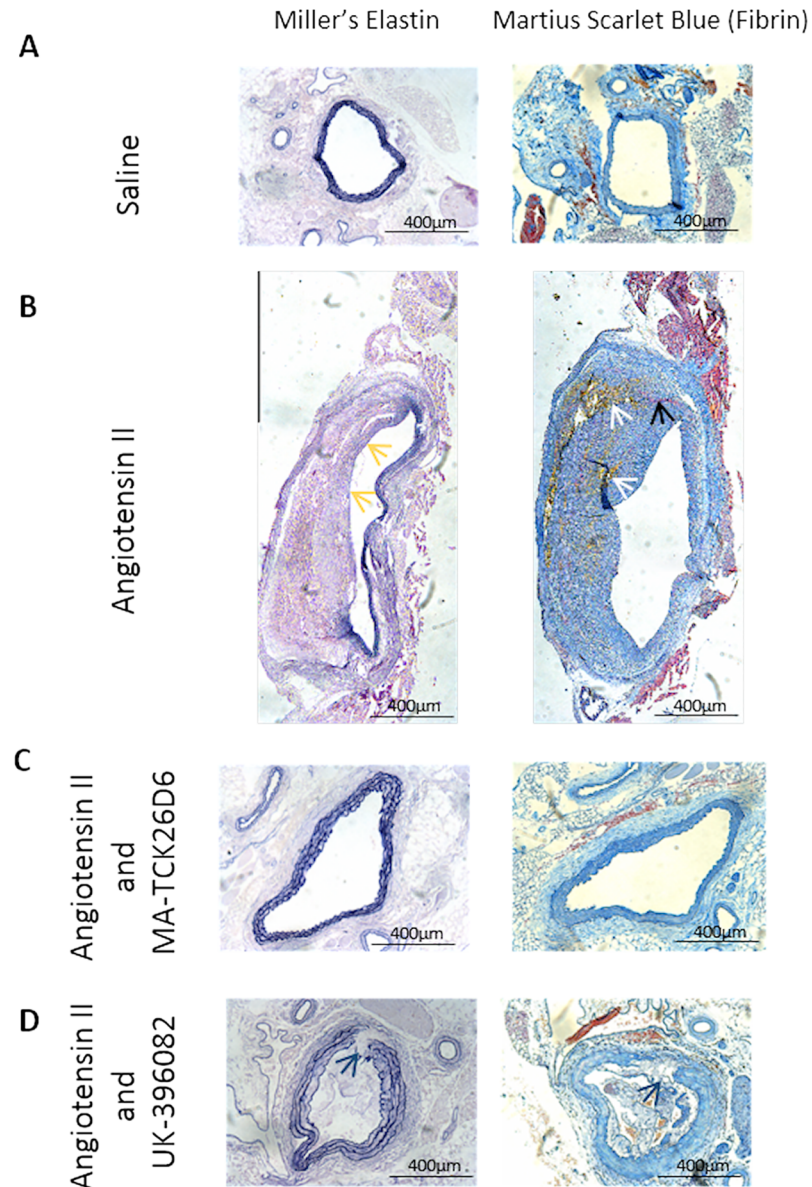 Miller's Elastin
Martius Scarlet Blue (Fibrin)
A
Saline
400µm
400µm
B
Angiotensin II
400µm
400µm
C
Angiotensin II
and
MA-TCK26D6
400µm
400µm
D
Angiotensin II
and
UK-396082
400µm
400µm